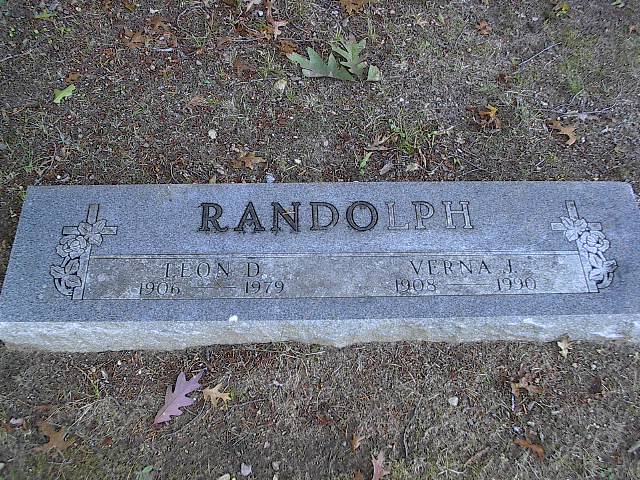 RANDOLPH
LEON D. VERNA J.
1906 — 1979 1908 — 1990